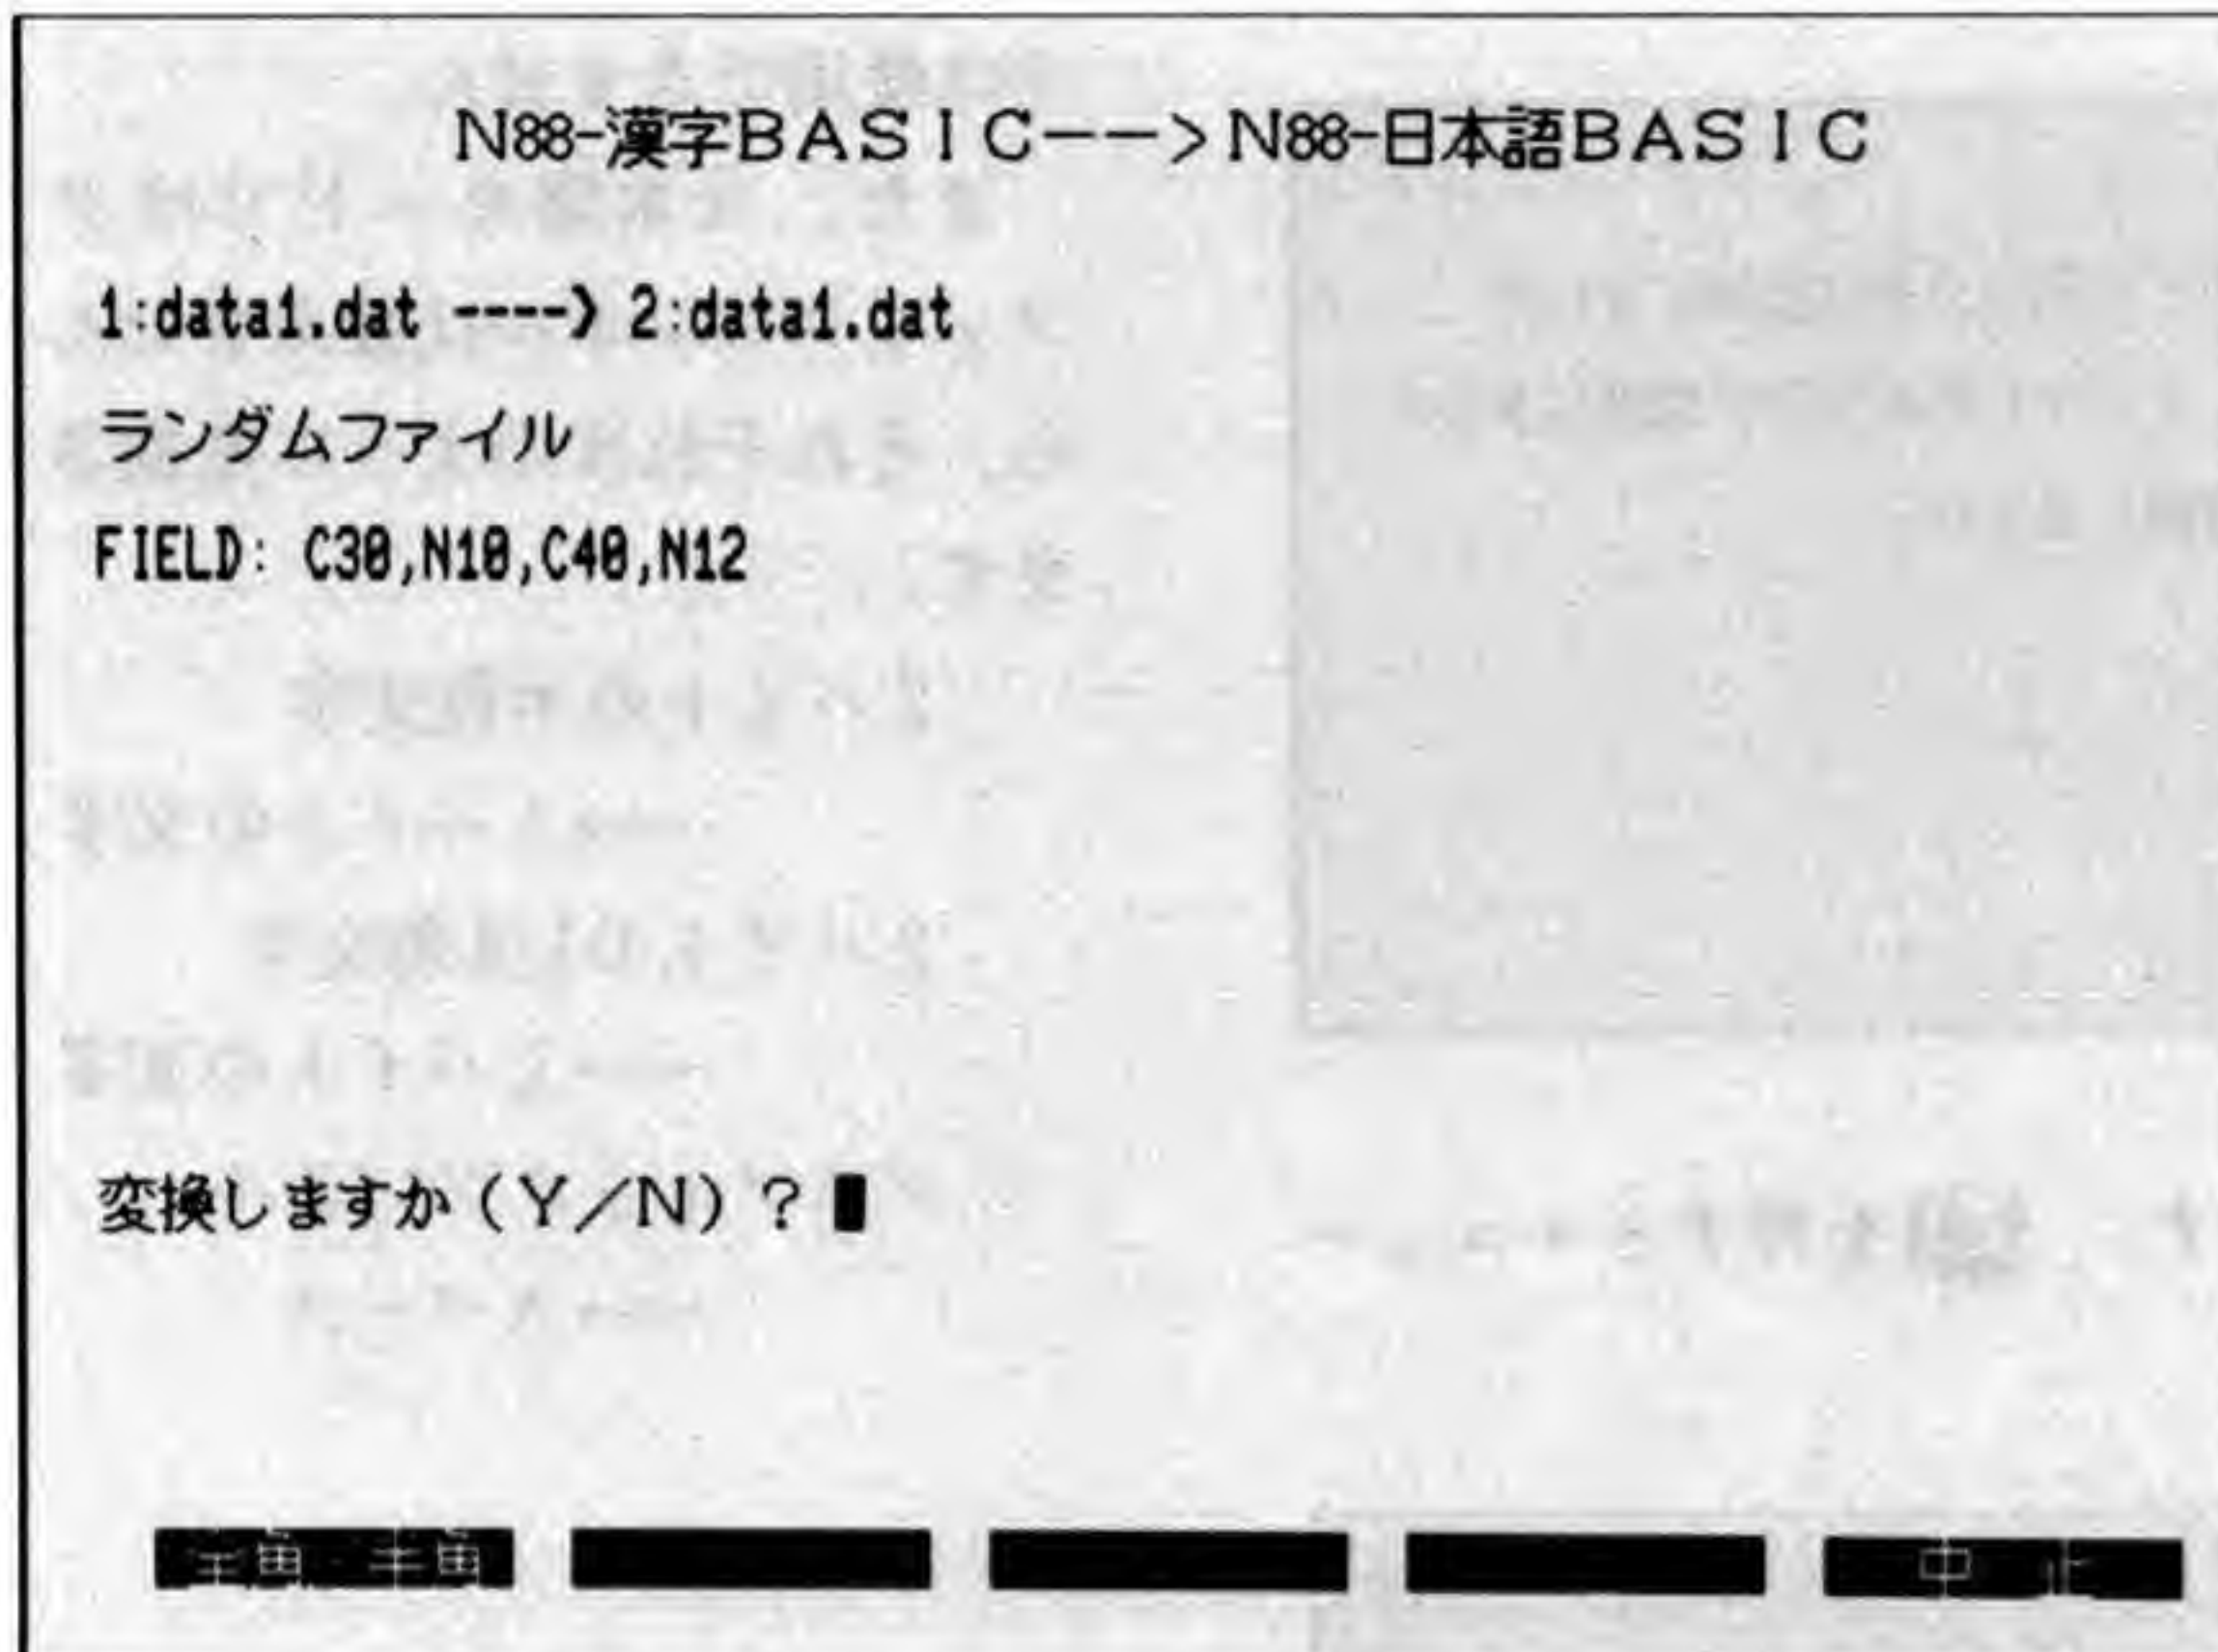 N88-漢字BASIC－－＞N88-日本語BASIC
1:data1.dat ----> 2:data1.dat
ランダムファイル
FIELD: C30,N10,C40,N12
変換しますか（Y／N）？
中 止